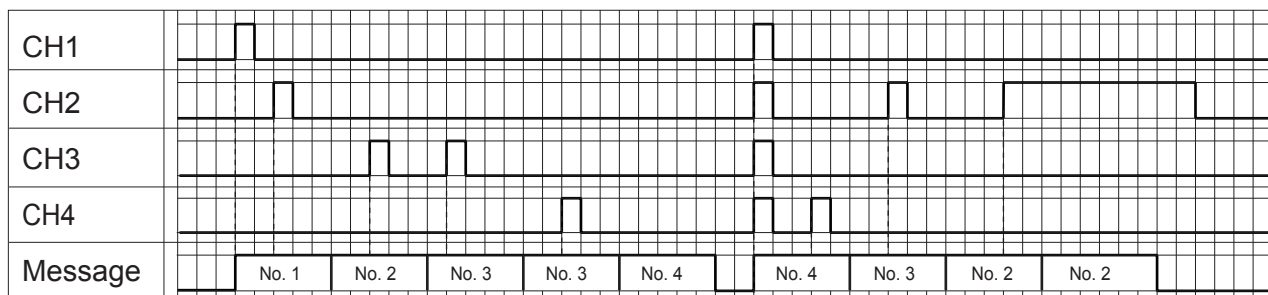 CH1
CH2
CH3
CH4
Message No. 1 No. 2 No. 3 No. 3 No. 4 No. 4 No. 3 No. 2 No. 2